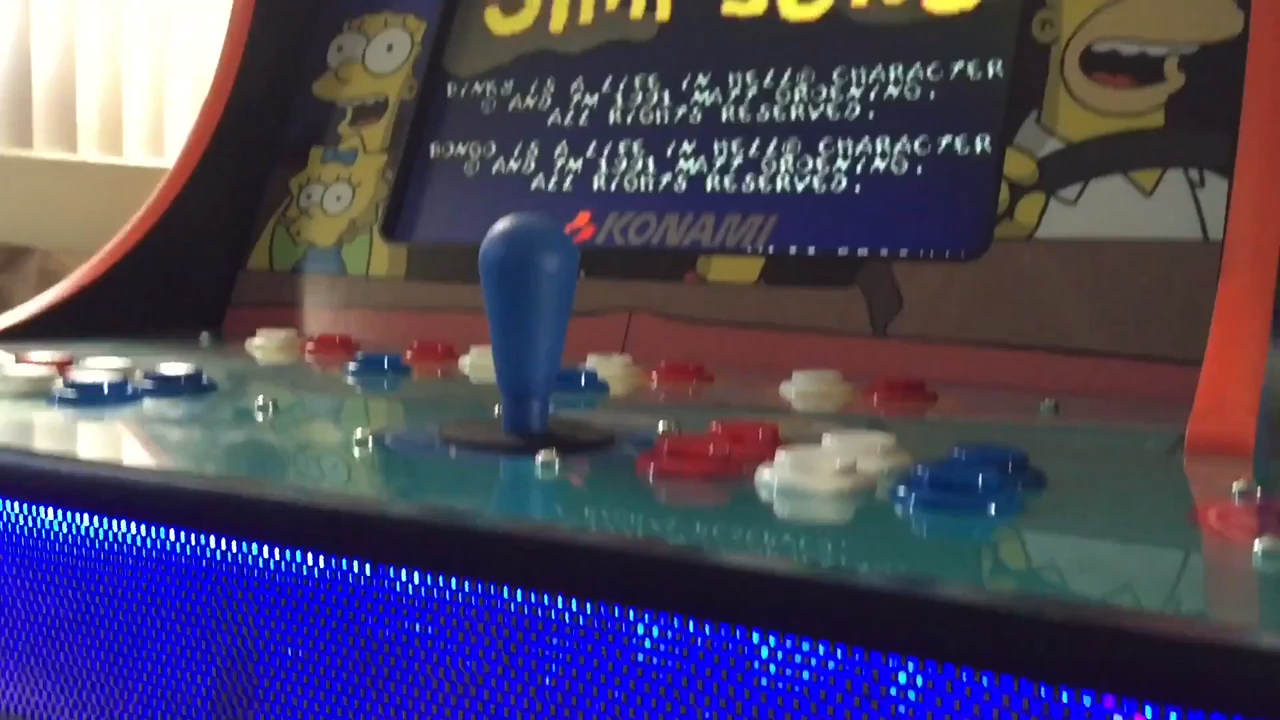 SIMPSONS
BINKY IS A LIFE IN HELL® CHARACTER
© AND TM 1991 MATT GROENING.
ALL RIGHTS RESERVED.
BONGO IS A LIFE IN HELL® CHARACTER
© AND TM 1991 MATT GROENING.
ALL RIGHTS RESERVED.
KONAMI